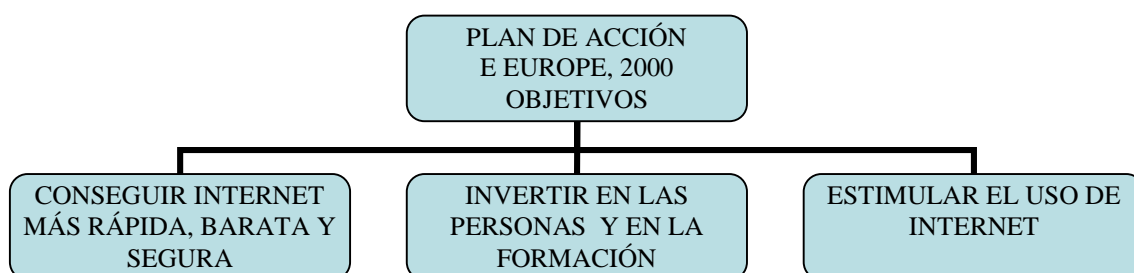 PLAN DE ACCIÓN
E EUROPE, 2000
OBJETIVOS
CONSEGUIR INTERNET
MÁS RÁPIDA, BARATA Y
SEGURA
INVERTIR EN LAS
PERSONAS Y EN LA
FORMACIÓN
ESTIMULAR EL USO DE
INTERNET